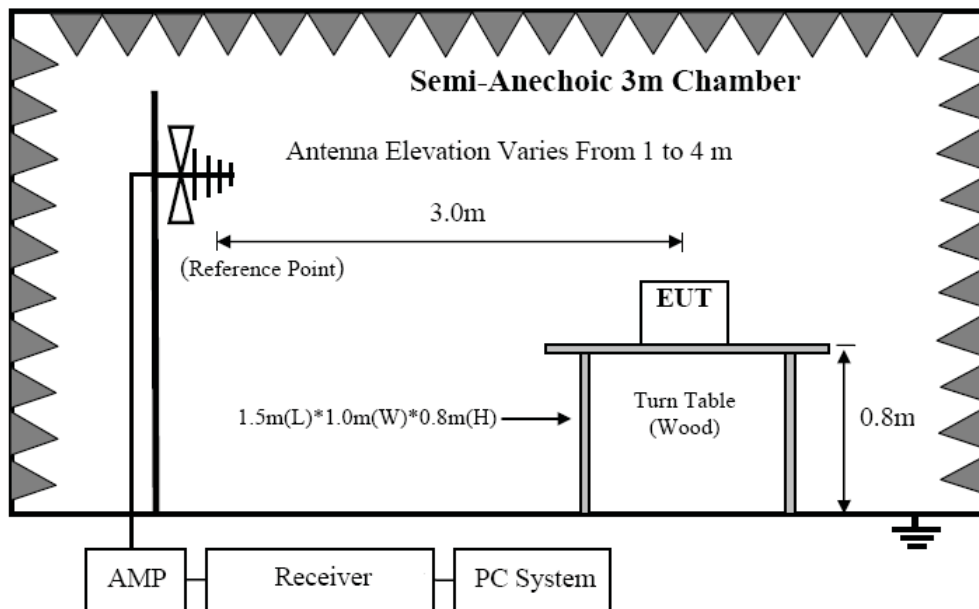 Semi-Anechoic 3m Chamber
Antenna Elevation Varies From 1 to 4 m
3.0m
(Reference Point)
EUT
1.5m(L)*1.0m(W)*0.8m(H)
Turn Table
(Wood)
0.8m
AMP
Receiver
PC System